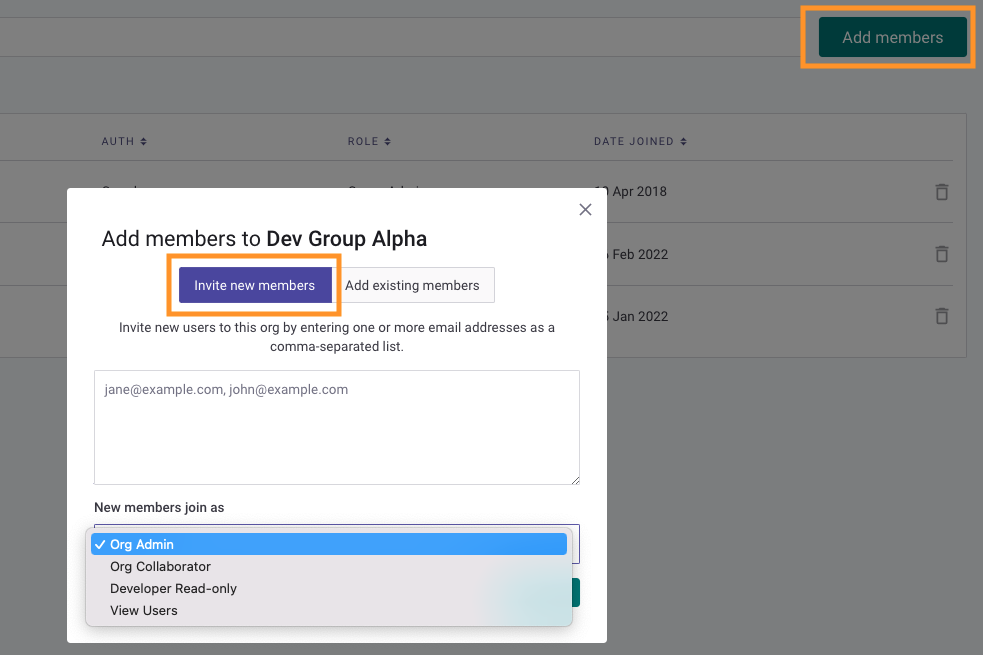 Add members
AUTH
ROLE
DATE JOINED
Apr 2018
Feb 2022
Jan 2022
Add members to Dev Group Alpha
Invite new members
Add existing members
Invite new users to this org by entering one or more email addresses as a
comma-separated list.
jane@example.com, john@example.com
New members join as
Org Admin
Org Collaborator
Developer Read-only
View Users